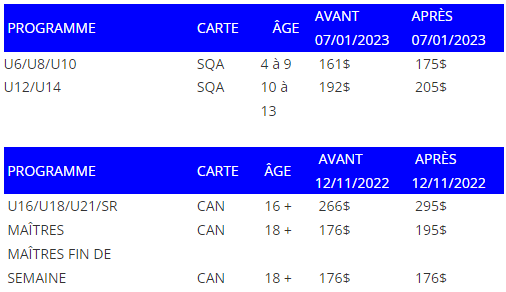 PROGRAMME CARTE ÂGE AVANT 07/01/2023 APRÈS 07/01/2023
U6/U8/U10 SQA 4 à 9 161$ 175$
U12/U14 SQA 10 à 13 192$ 205$
PROGRAMME CARTE ÂGE AVANT 12/11/2022 APRÈS 12/11/2022
U16/U18/U21/SR CAN 16 + 266$ 295$
MAÎTRES CAN 18 + 176$ 195$
MAÎTRES FIN DE
SEMAINE CAN 18 + 176$ 176$